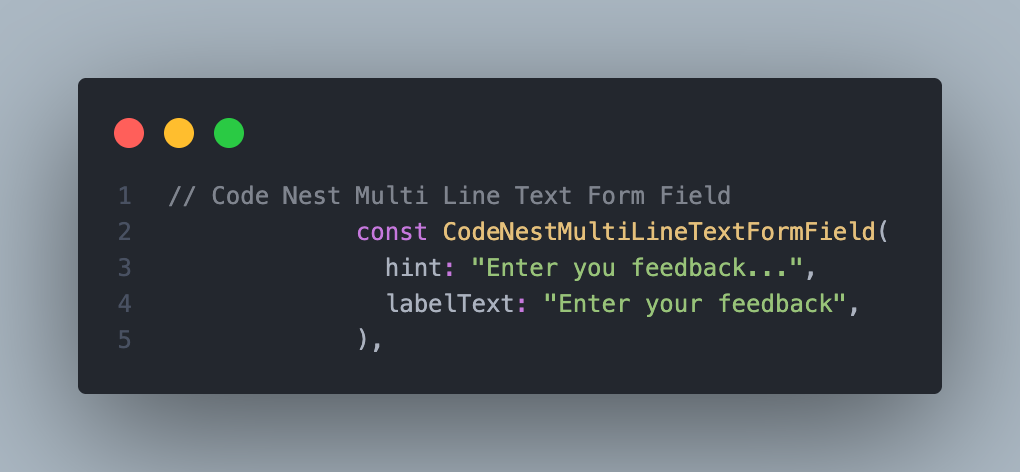 1 // Code Nest Multi Line Text Form Field
2 const CodeNestMultiLineTextFormField(
3 hint: "Enter you feedback...",
4 labelText: "Enter your feedback",
5 ),